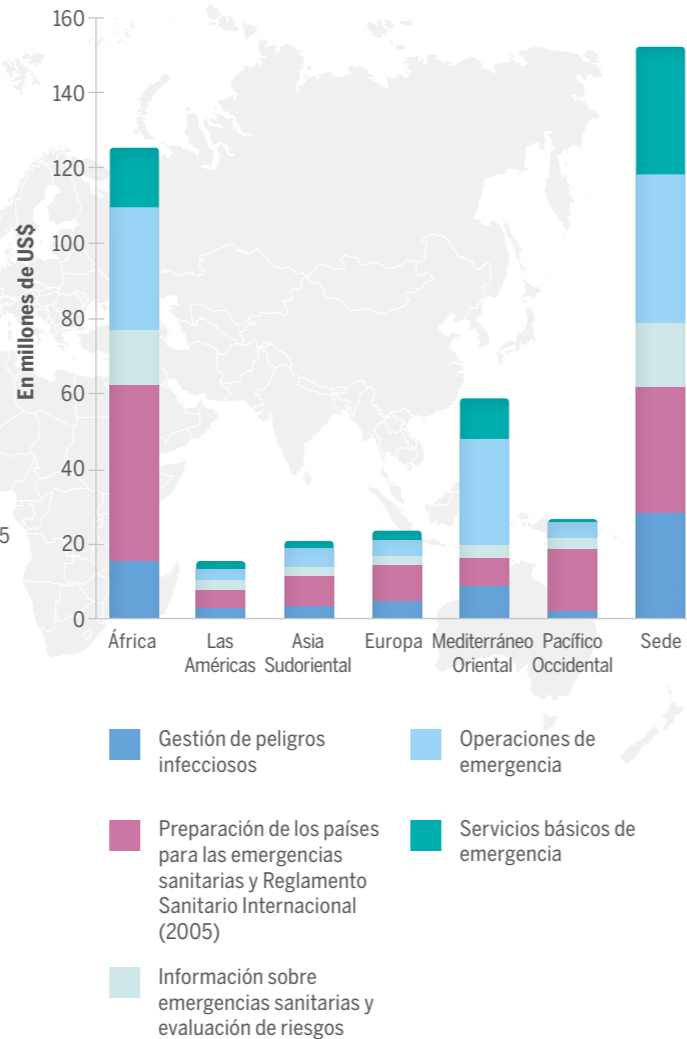 En millones de US$
160
140
120
100
80
60
40
20
0
5
África
Las
Américas
Asia
Sudoriental
Europa
Mediterráneo
Oriental
Pacífico
Occidental
Sede
Gestión de peligros
infecciosos
Preparación de los países
para las emergencias
sanitarias y Reglamento
Sanitario Internacional
(2005)
Información sobre
emergencias sanitarias y
evaluación de riesgos
Operaciones de
emergencia
Servicios básicos de
emergencia